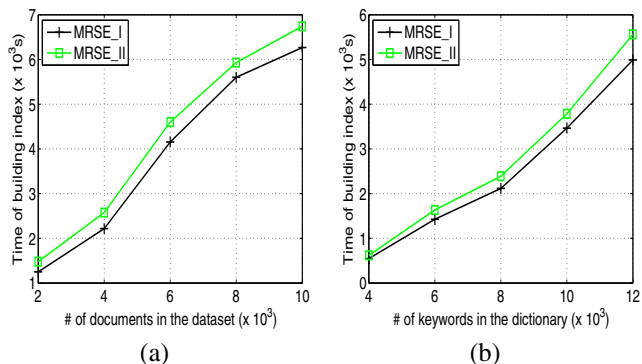 7
6
5
4
3
2
1
2
4
6
8
10
MRSE_I
MRSE_II
Time of building index (x 10³s)
# of documents in the dataset (x 10³)
(a)
6
5
4
3
2
1
0
4
6
8
10
12
MRSE_I
MRSE_II
Time of building index (x 10³s)
# of keywords in the dictionary (x 10³)
(b)